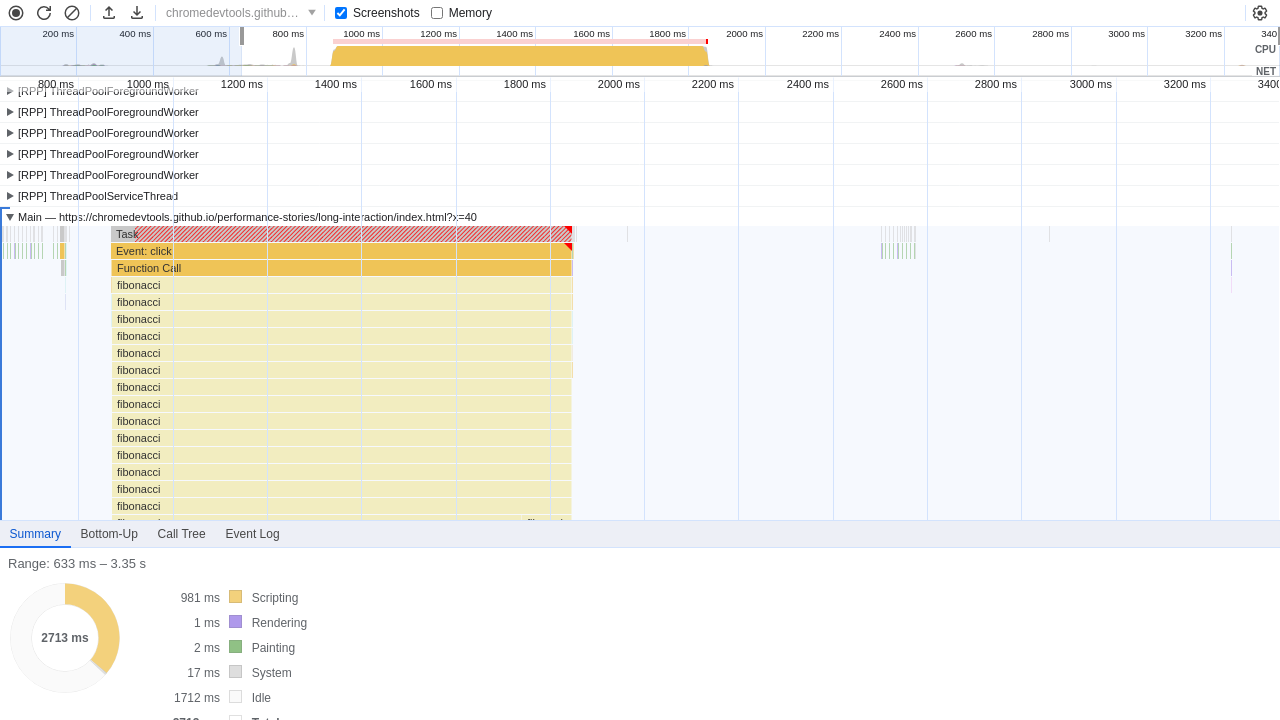 chromedevtools.github… Screenshots Memory
200 ms 400 ms 600 ms 800 ms 1000 ms 1200 ms 1400 ms 1600 ms 1800 ms 2000 ms 2200 ms 2400 ms 2600 ms 2800 ms 3000 ms 3200 ms 340
CPU
NET
800 ms 1000 ms 1200 ms 1400 ms 1600 ms 1800 ms 2000 ms 2200 ms 2400 ms 2600 ms 2800 ms 3000 ms 3200 ms 3400
[RPP] ThreadPoolForegroundWorker
[RPP] ThreadPoolForegroundWorker
[RPP] ThreadPoolForegroundWorker
[RPP] ThreadPoolForegroundWorker
[RPP] ThreadPoolForegroundWorker
[RPP] ThreadPoolServiceThread
Main — https://chromedevtools.github.io/performance-stories/long-interaction/index.html?x=40
Task
Event: click
Function Call
fibonacci
fibonacci
fibonacci
fibonacci
fibonacci
fibonacci
fibonacci
fibonacci
fibonacci
fibonacci
fibonacci
fibonacci
fibonacci
fibonacci
Summary Bottom-Up Call Tree Event Log
Range: 633 ms – 3.35 s
2713 ms
981 ms Scripting
1 ms Rendering
2 ms Painting
17 ms System
1712 ms Idle